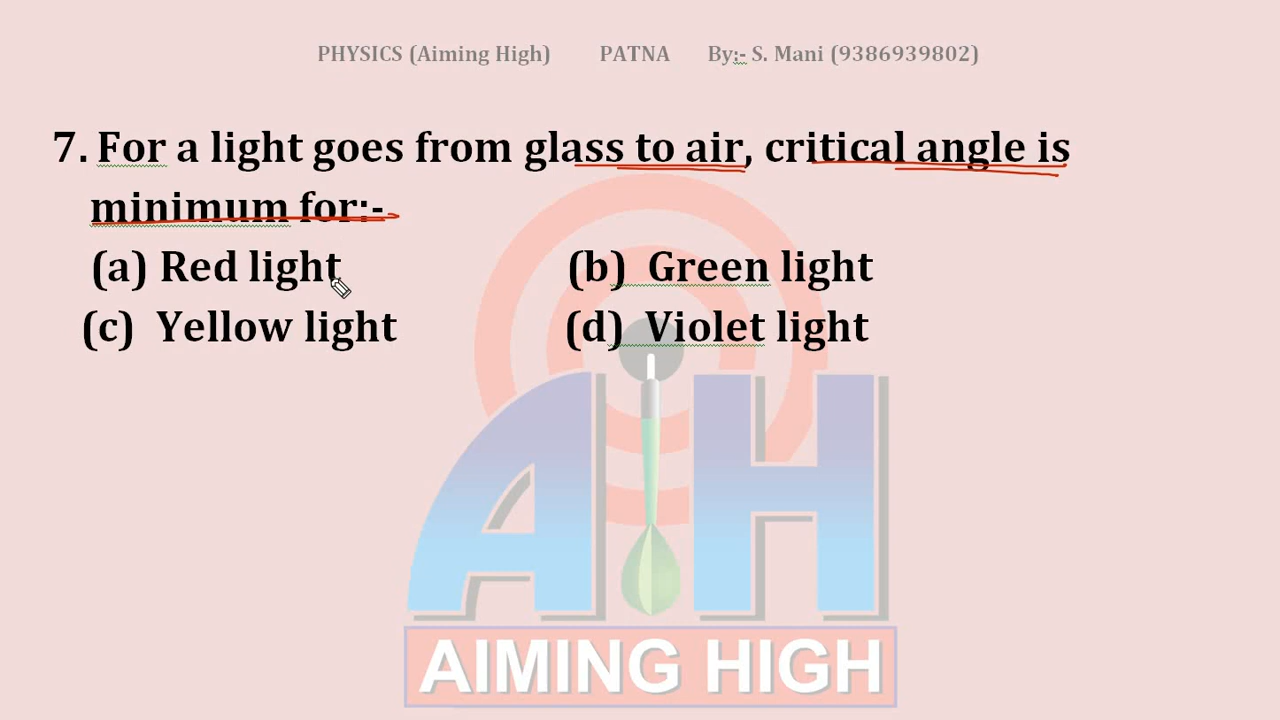 PHYSICS (Aiming High) PATNA By:- S. Mani (9386939802)
7. For a light goes from glass to air, critical angle is
minimum for:-
(a) Red light (b) Green light
(c) Yellow light (d) Violet light
AH
AIMING HIGH